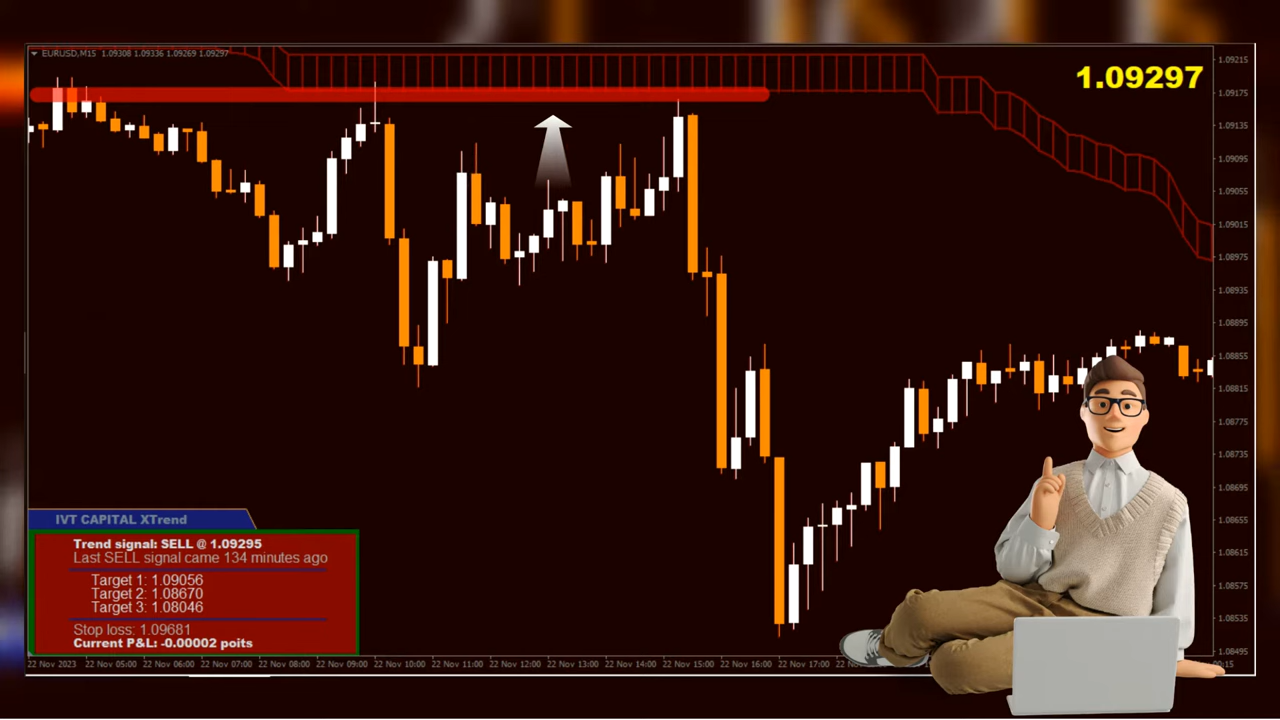 EURUSD,M15 1.09308 1.09336 1.09269 1.09297
1.09297
1.09215
1.09175
1.09135
1.09095
1.09055
1.09015
1.08975
1.08935
1.08895
1.08855
1.08815
1.08775
1.08735
1.08695
1.08655
1.08615
1.08575
1.08535
1.08495
IVT CAPITAL XTrend
Trend signal: SELL @ 1.09295
Last SELL signal came 134 minutes ago
Target 1: 1.09056
Target 2: 1.08670
Target 3: 1.08046
Stop loss: 1.09681
Current P&L: -0.00002 poits
22 Nov 2023 22 Nov 05:00 22 Nov 06:00 22 Nov 07:00 22 Nov 08:00 22 Nov 09:00 22 Nov 10:00 22 Nov 11:00 22 Nov 12:00 22 Nov 13:00 22 Nov 14:00 22 Nov 15:00 22 Nov 16:00 22 Nov 17:00 22